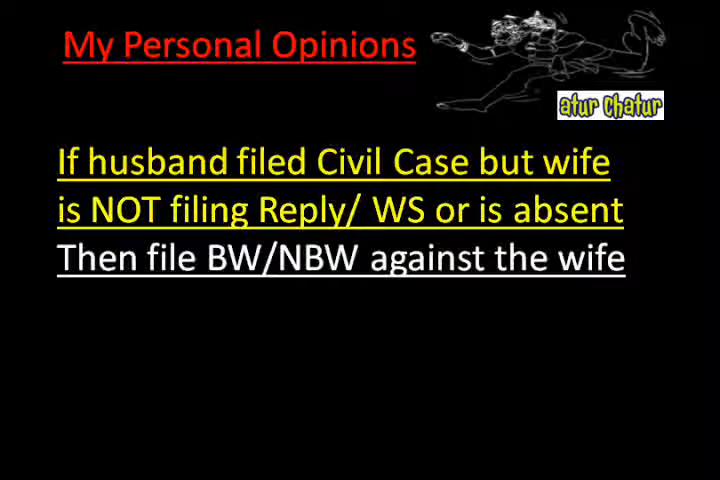 My Personal Opinions
atur chatur
If husband filed Civil Case but wife
is NOT filing Reply/ WS or is absent
Then file BW/NBW against the wife